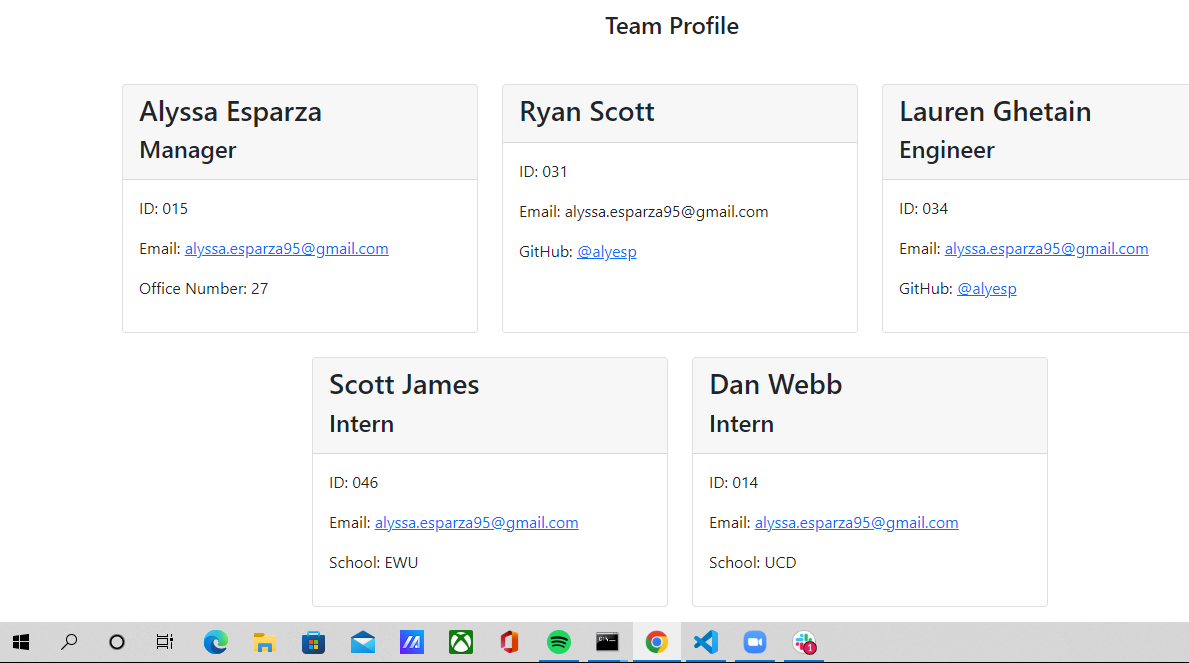 Team Profile
Alyssa Esparza
Manager
ID: 015
Email: alyssa.esparza95@gmail.com
Office Number: 27
Ryan Scott
ID: 031
Email: alyssa.esparza95@gmail.com
GitHub: @alyesp
Lauren Ghetain
Engineer
ID: 034
Email: alyssa.esparza95@gmail.com
GitHub: @alyesp
Scott James
Intern
ID: 046
Email: alyssa.esparza95@gmail.com
School: EWU
Dan Webb
Intern
ID: 014
Email: alyssa.esparza95@gmail.com
School: UCD
1